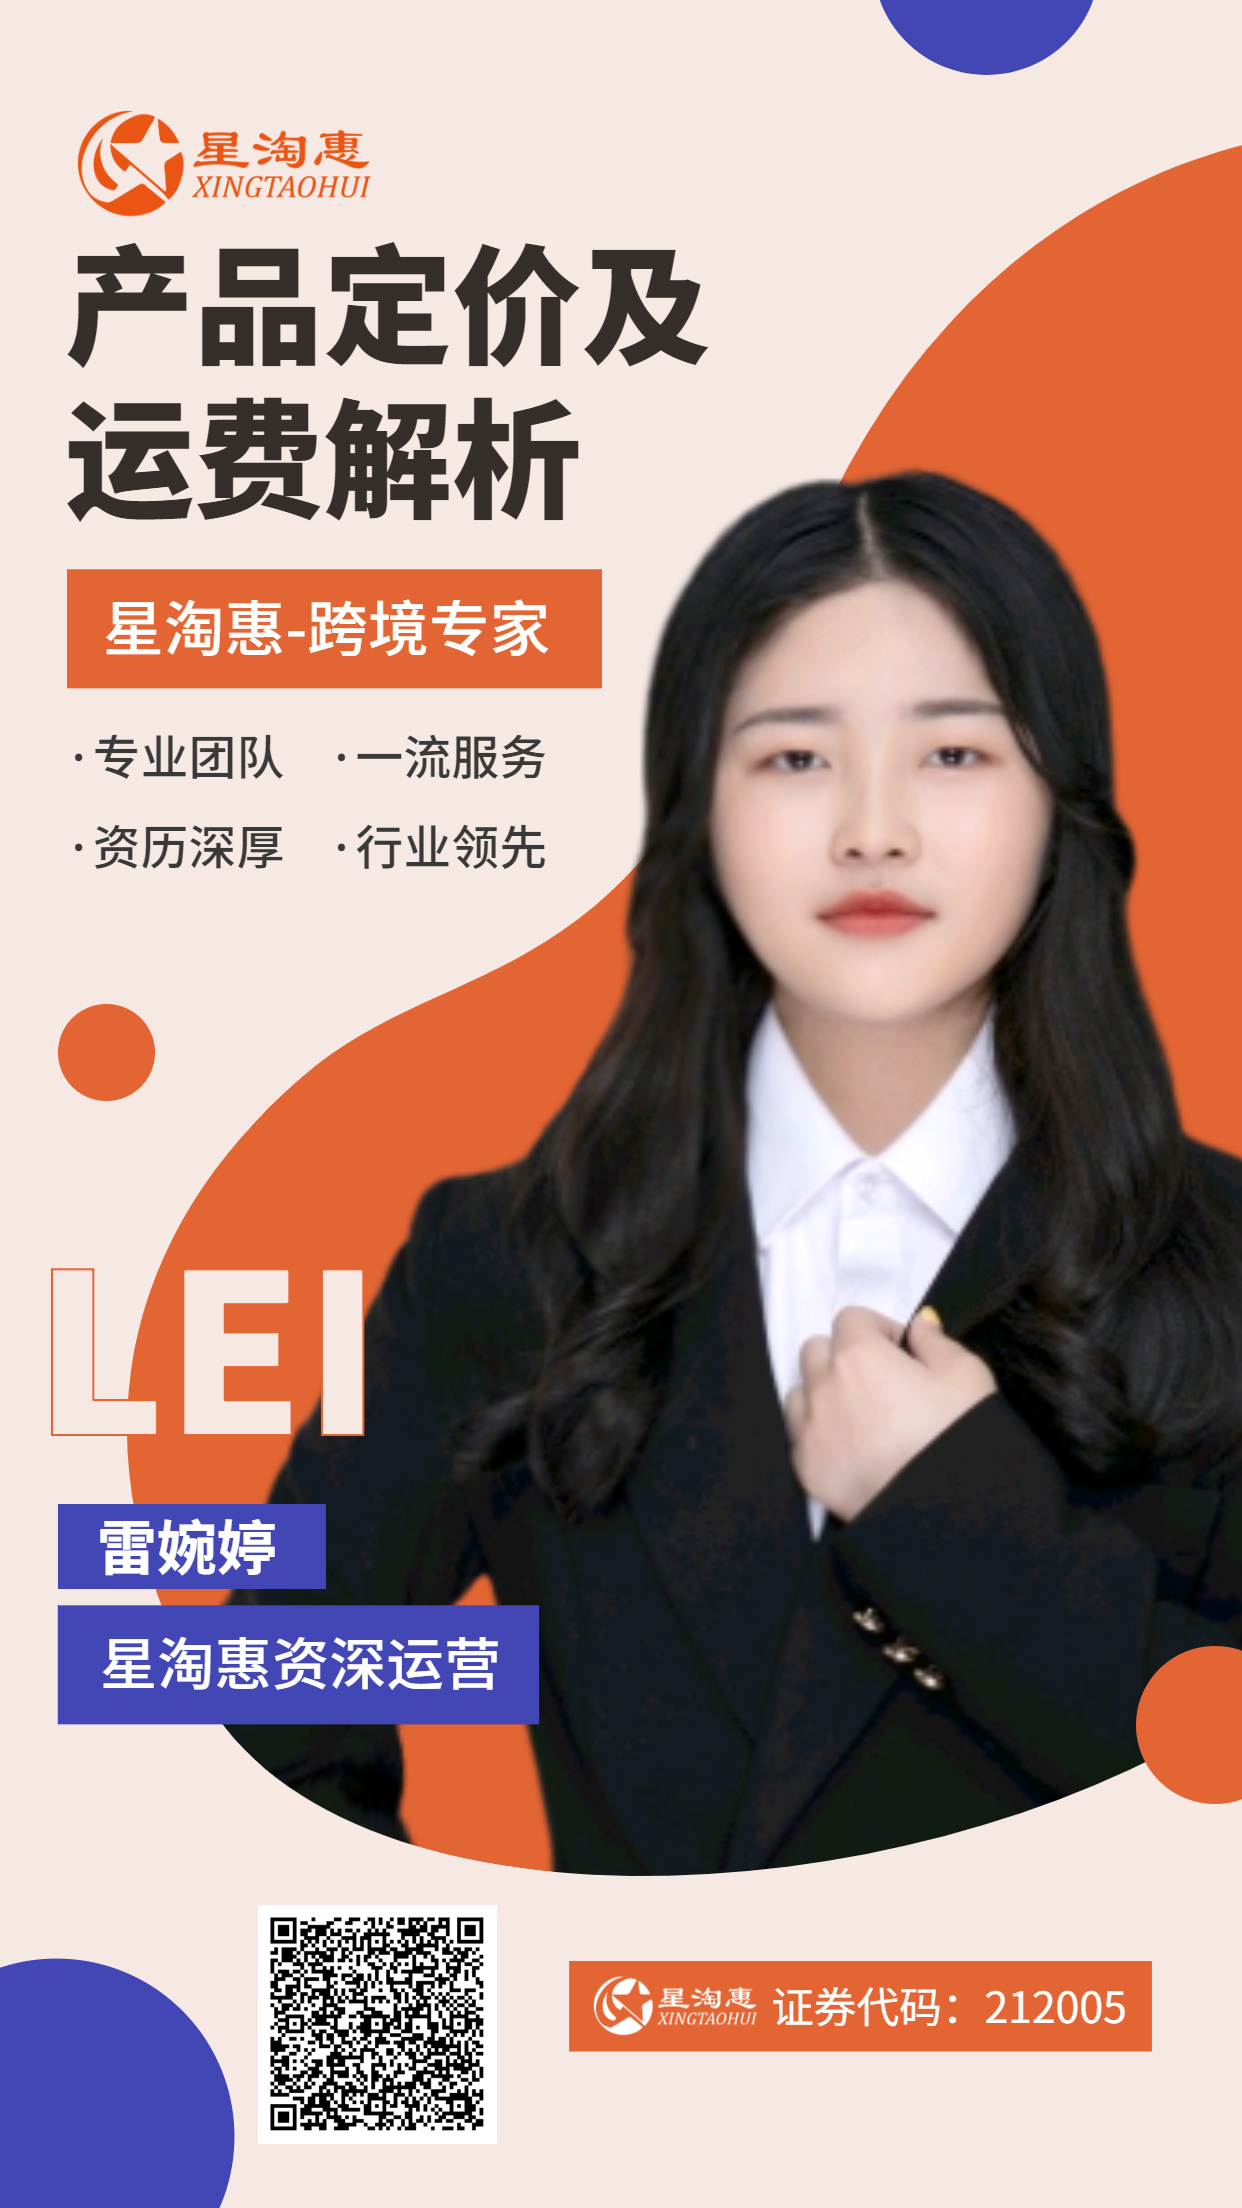 星淘惠
XINGTAOHUI
产品定价及
运费解析
星淘惠-跨境专家
·专业团队 ·一流服务
·资历深厚 ·行业领先
LEI
雷婉婷
星淘惠资深运营
星淘惠
XINGTAOHUI
证券代码：212005